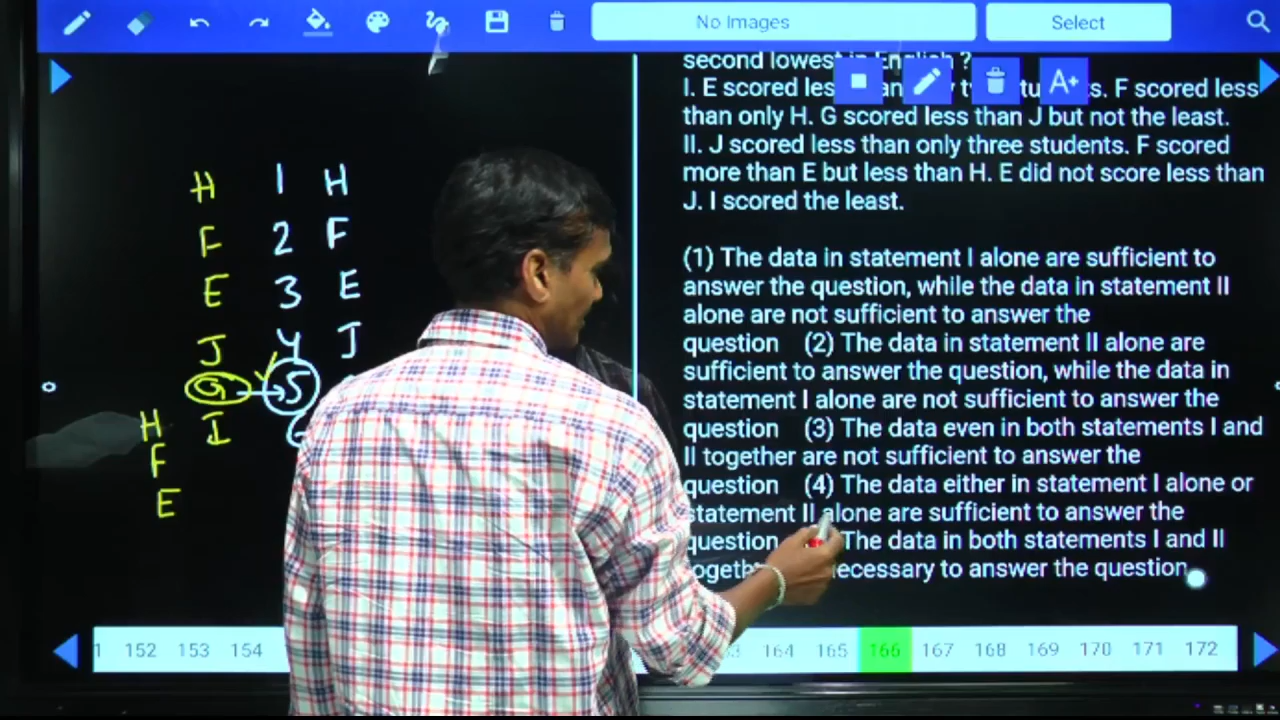 No Images
Select
second lowest in English ?
I. E scored F scored less
than only H. G scored less than J but not the least.
II. J scored less than only three students. F scored
more than E but less than H. E did not score less than
J. I scored the least.
(1) The data in statement I alone are sufficient to
answer the question, while the data in statement II
alone are not sufficient to answer the
question (2) The data in statement II alone are
sufficient to answer the question, while the data in
statement I alone are not sufficient to answer the
question (3) The data even in both statements I and
II together are not sufficient to answer the
question (4) The data either in statement I alone or
statement II alone are sufficient to answer the
question The data in both statements I and II
to answer the question
A+
H 1 H
F 2 F
E 3 E
J 4 J
G 5
H I
F
E
152 153 154 164 165 166 167 168 169 170 171 172